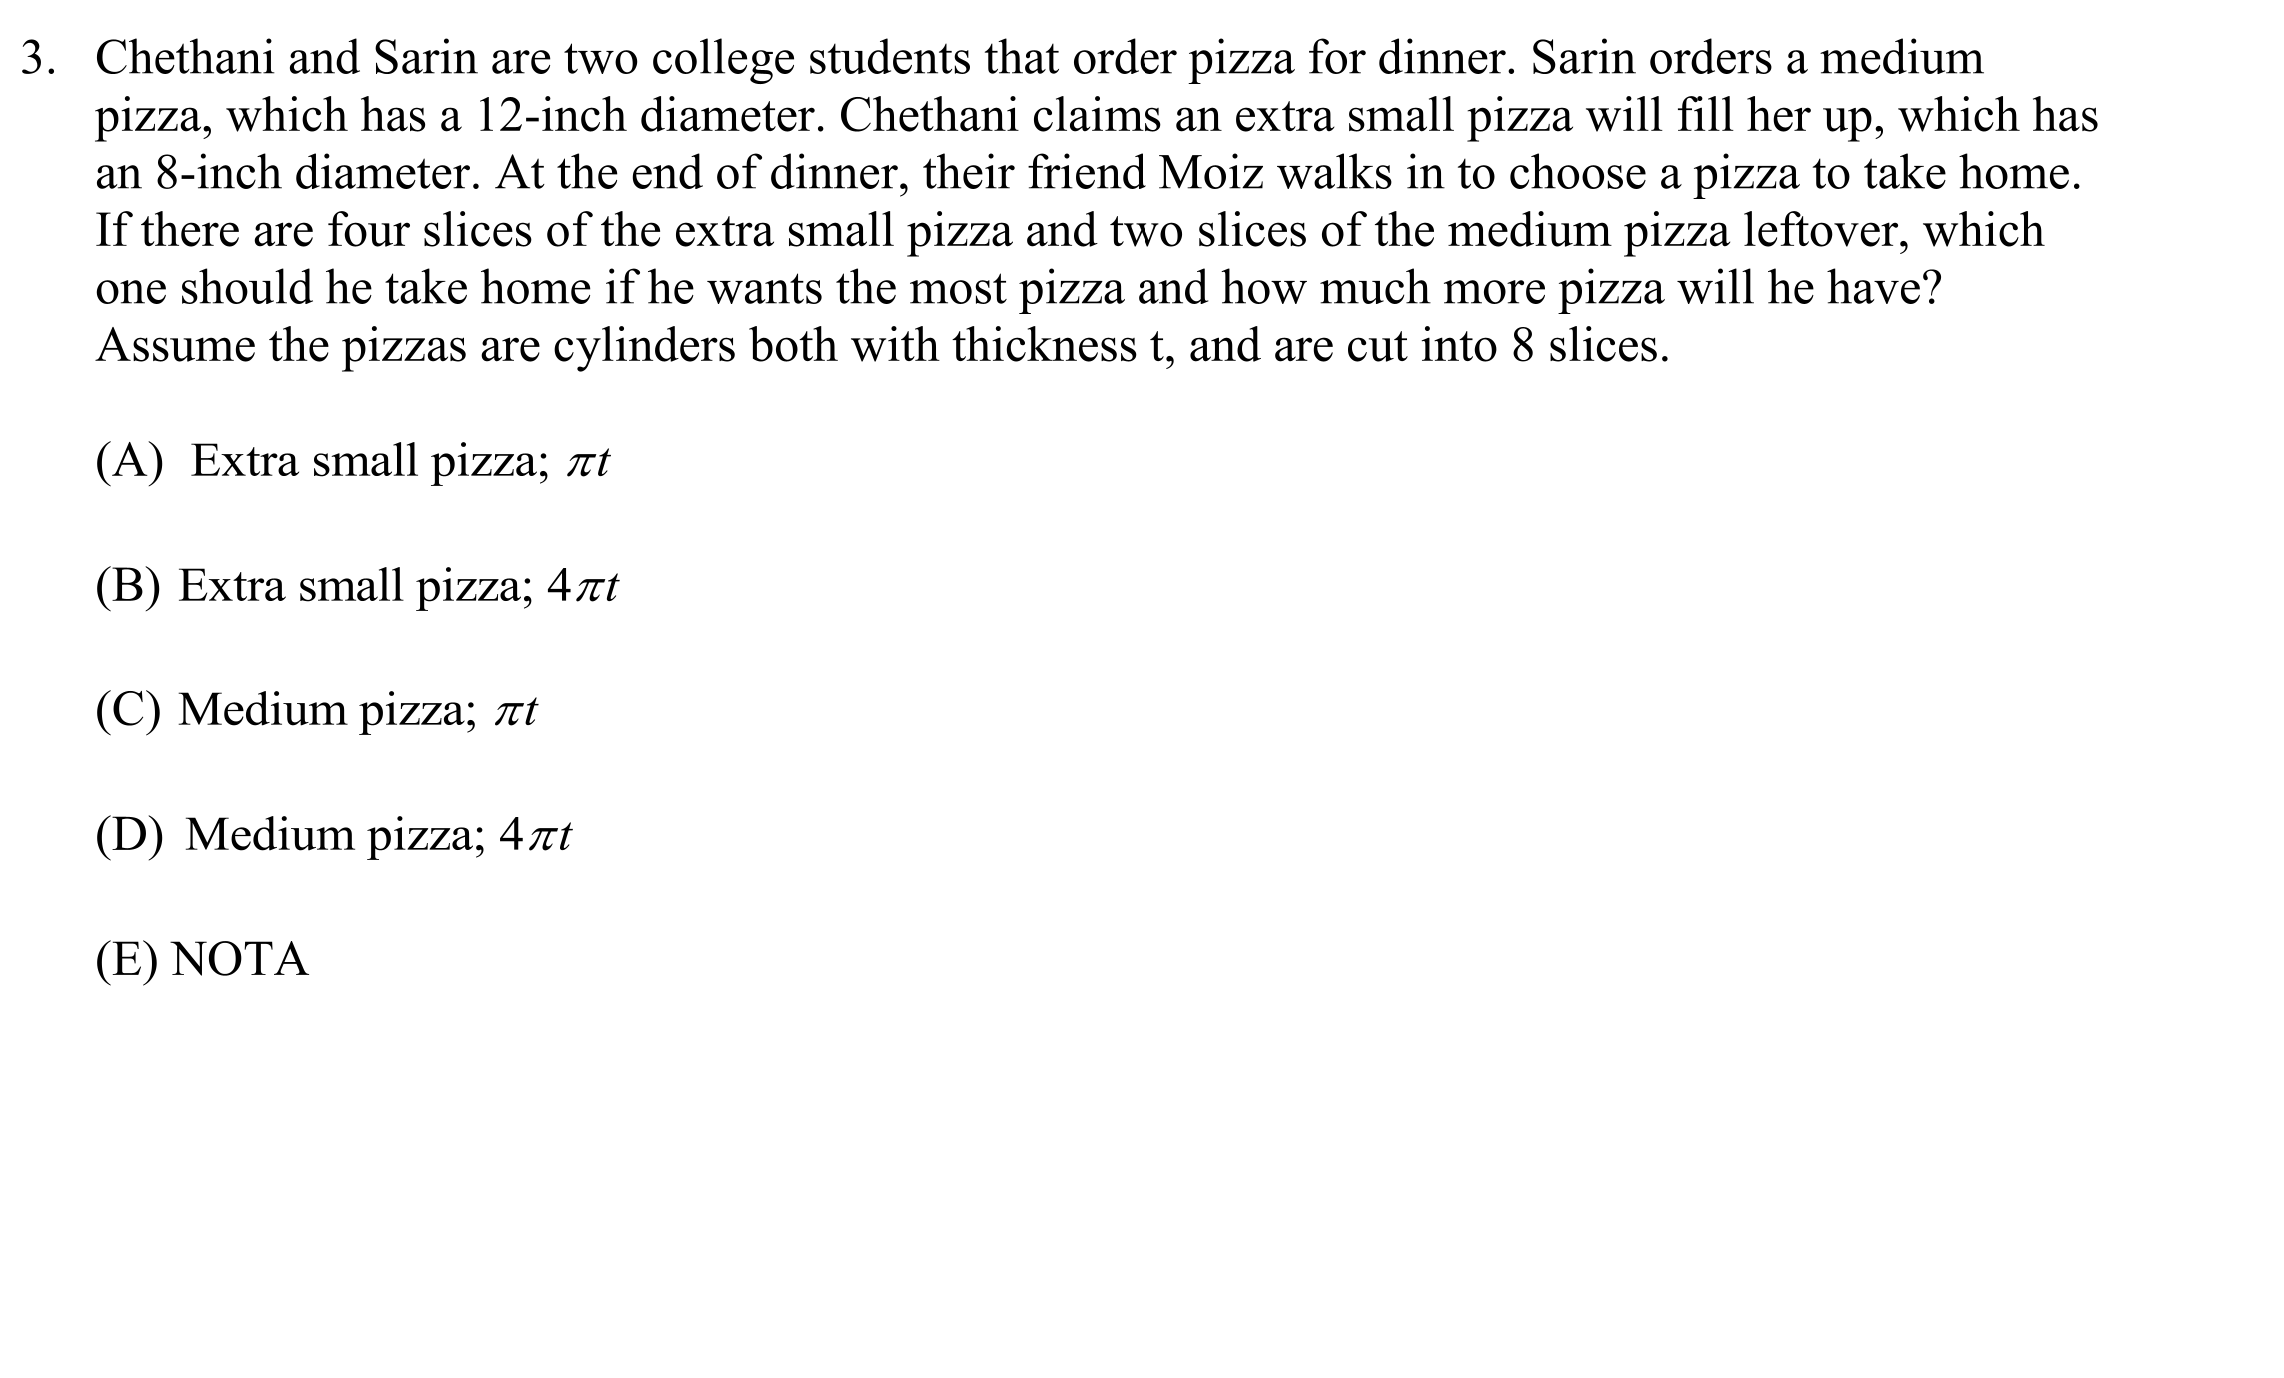 3. Chethani and Sarin are two college students that order pizza for dinner. Sarin orders a medium
pizza, which has a 12-inch diameter. Chethani claims an extra small pizza will fill her up, which has
an 8-inch diameter. At the end of dinner, their friend Moiz walks in to choose a pizza to take home.
If there are four slices of the extra small pizza and two slices of the medium pizza leftover, which
one should he take home if he wants the most pizza and how much more pizza will he have?
Assume the pizzas are cylinders both with thickness t, and are cut into 8 slices.
(A) Extra small pizza; πt
(B) Extra small pizza; 4πt
(C) Medium pizza; πt
(D) Medium pizza; 4πt
(E) NOTA